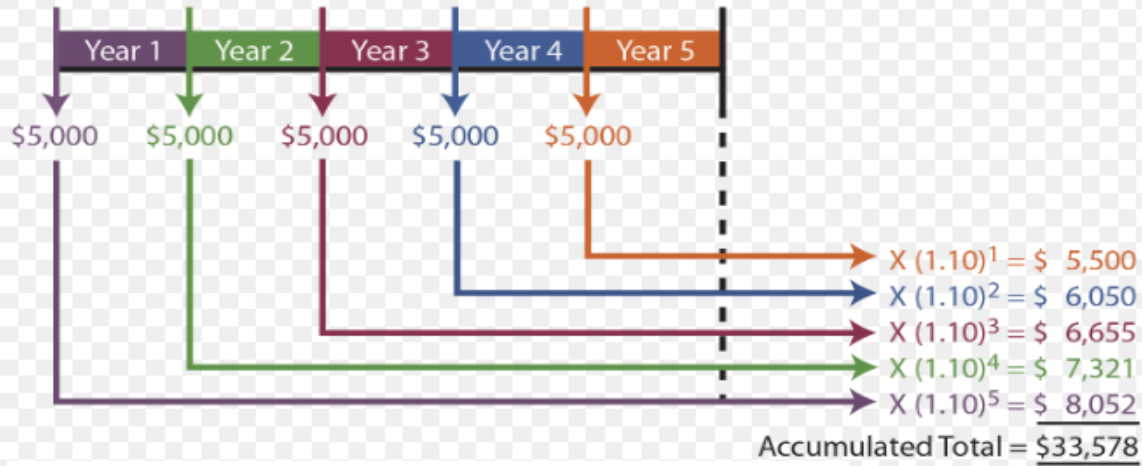 Year 1 Year 2 Year 3 Year 4 Year 5
$5,000 $5,000 $5,000 $5,000 $5,000
X (1.10)¹ = $ 5,500
X (1.10)² = $ 6,050
X (1.10)³ = $ 6,655
X (1.10)⁴ = $ 7,321
X (1.10)⁵ = $ 8,052
Accumulated Total = $33,578